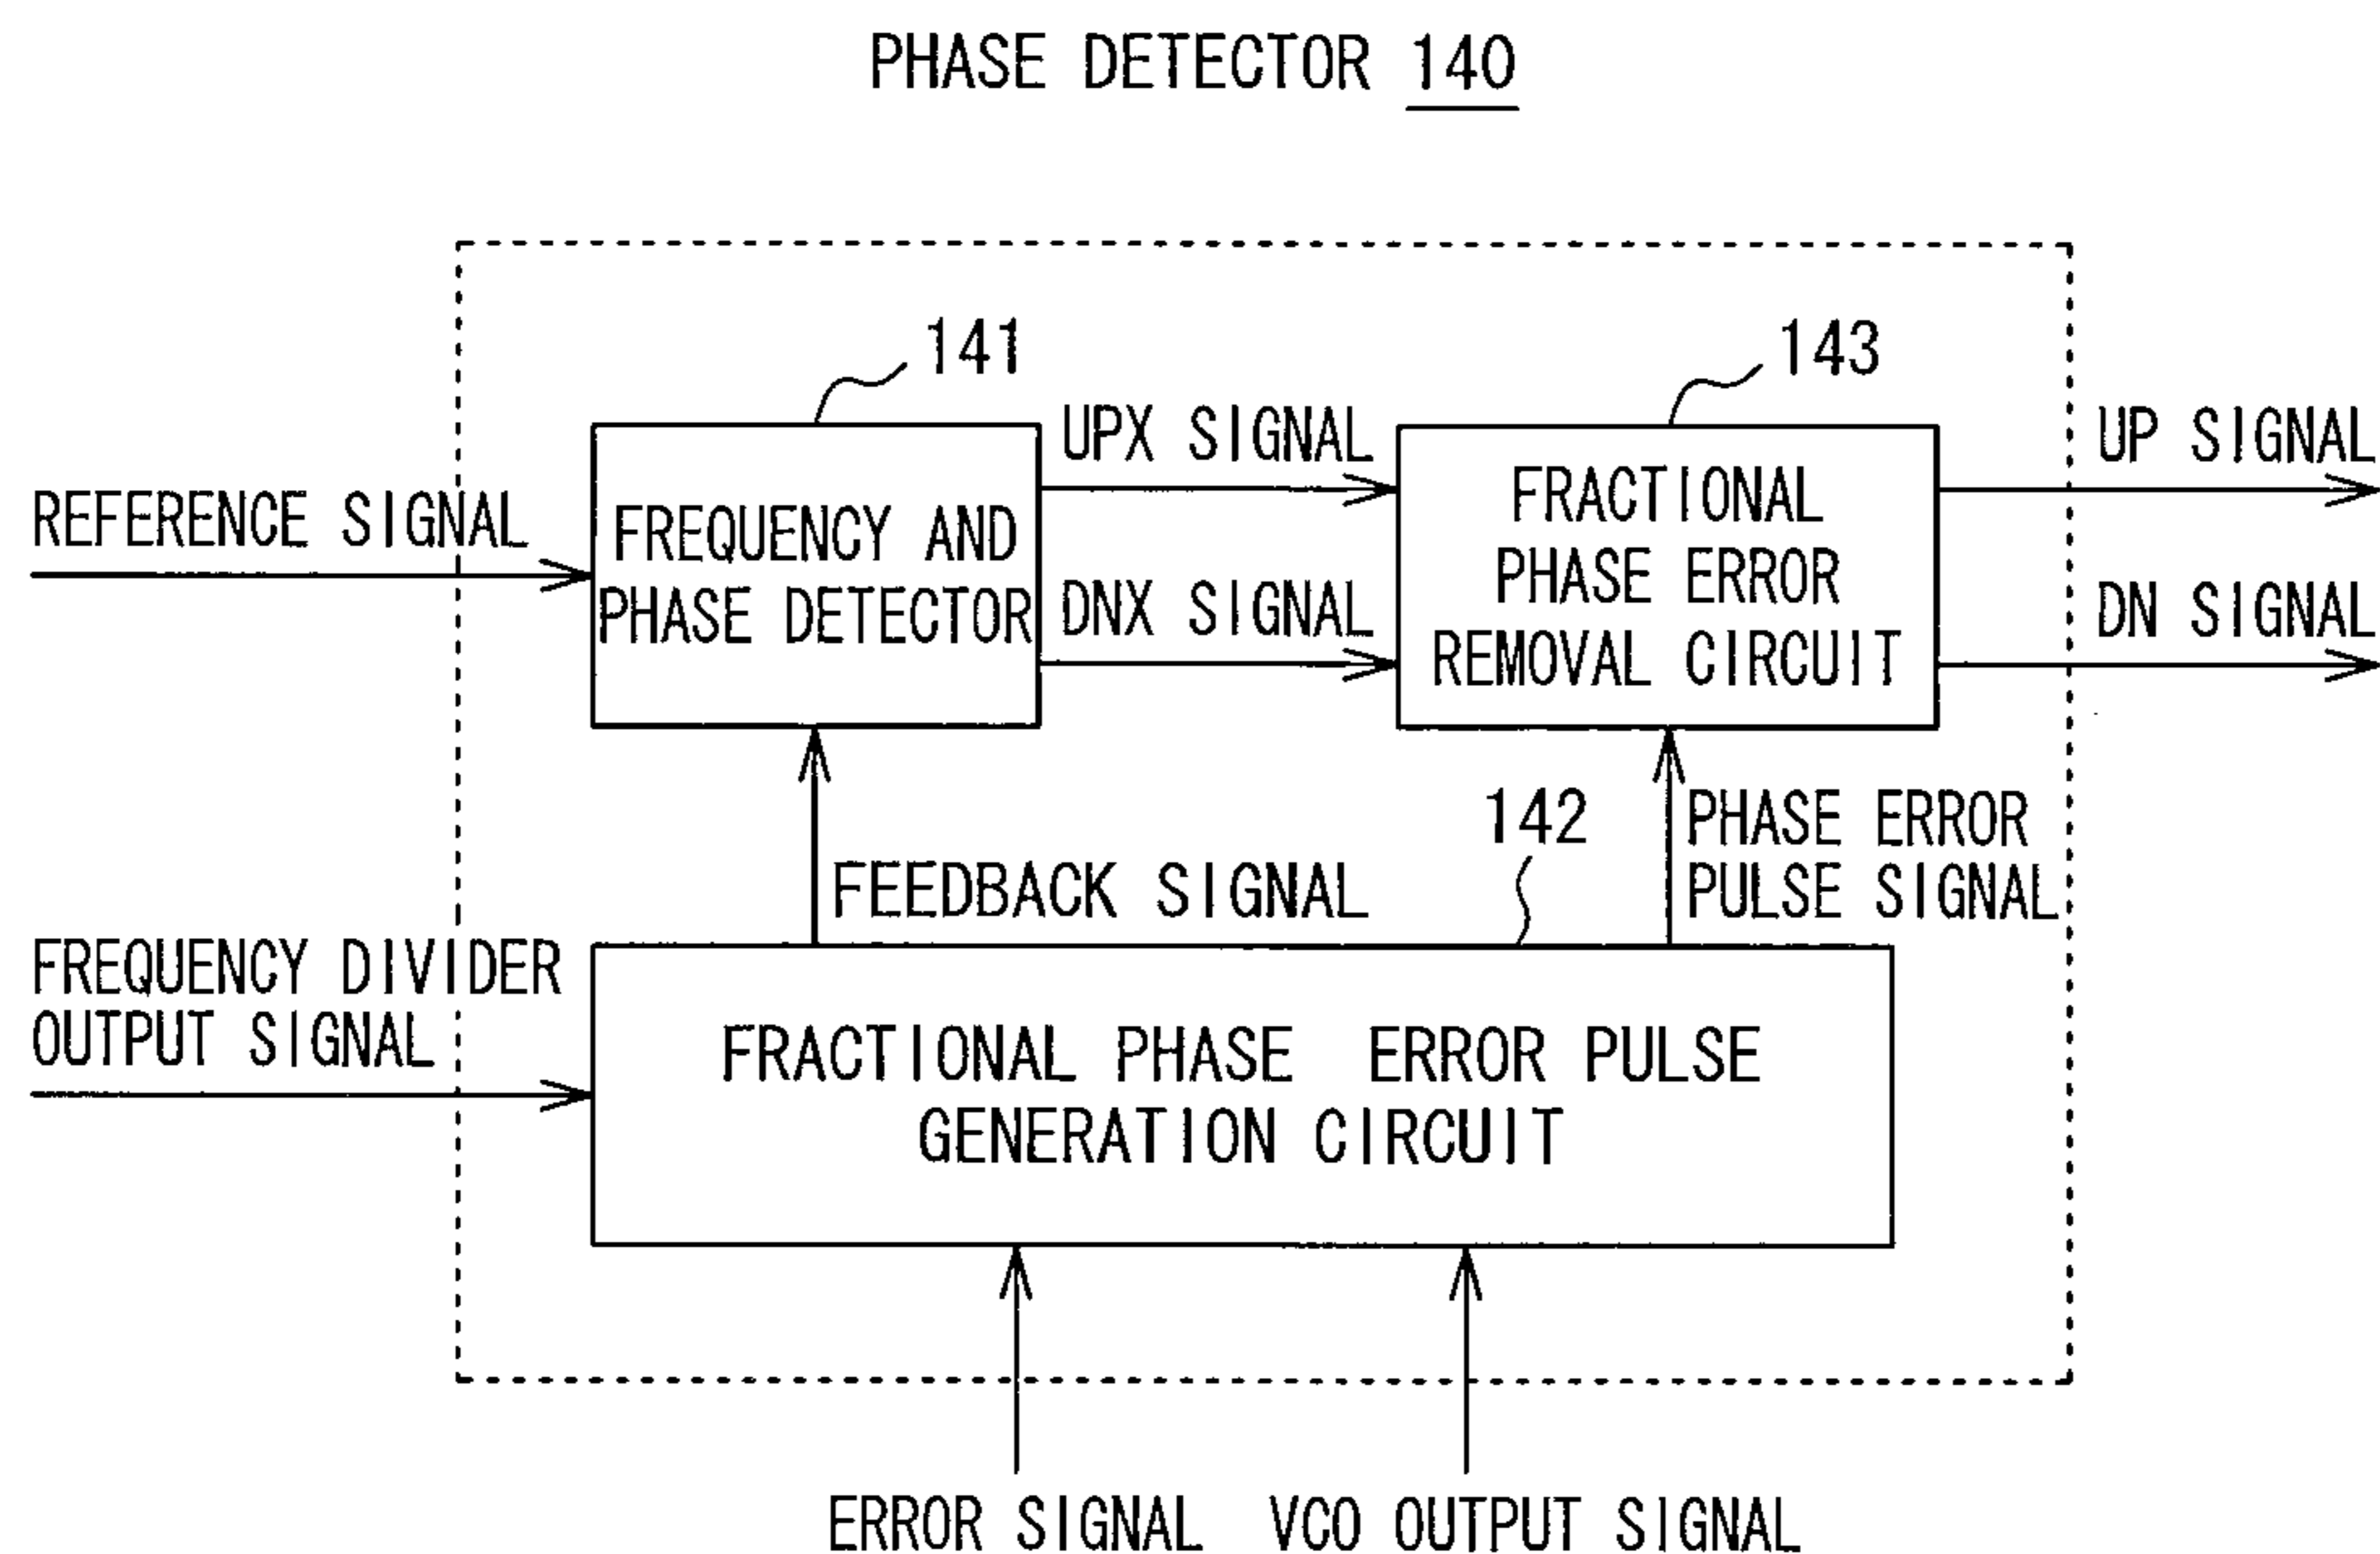 PHASE DETECTOR 140
141
143
UPX SIGNAL
UP SIGNAL
REFERENCE SIGNAL
FREQUENCY AND
PHASE DETECTOR
DNX SIGNAL
FRACTIONAL
PHASE ERROR
REMOVAL CIRCUIT
DN SIGNAL
142
PHASE ERROR
PULSE SIGNAL
FEEDBACK SIGNAL
FREQUENCY DIVIDER
OUTPUT SIGNAL
FRACTIONAL PHASE ERROR PULSE
GENERATION CIRCUIT
ERROR SIGNAL
VCO OUTPUT SIGNAL